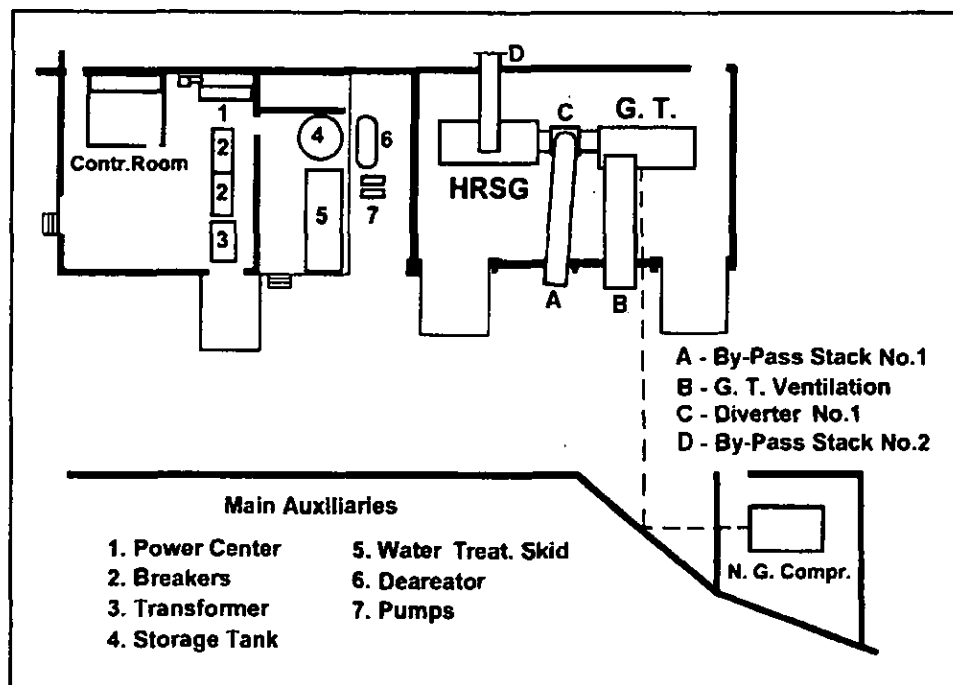 D
C
G. T.
1
2
4
6
Contr.Room
2
HRSG
5
7
3
A
B
A - By-Pass Stack No.1
B - G. T. Ventilation
C - Diverter No.1
D - By-Pass Stack No.2
Main Auxiliaries
1. Power Center
2. Breakers
3. Transformer
4. Storage Tank
5. Water Treat. Skid
6. Deareator
7. Pumps
N. G. Compr.